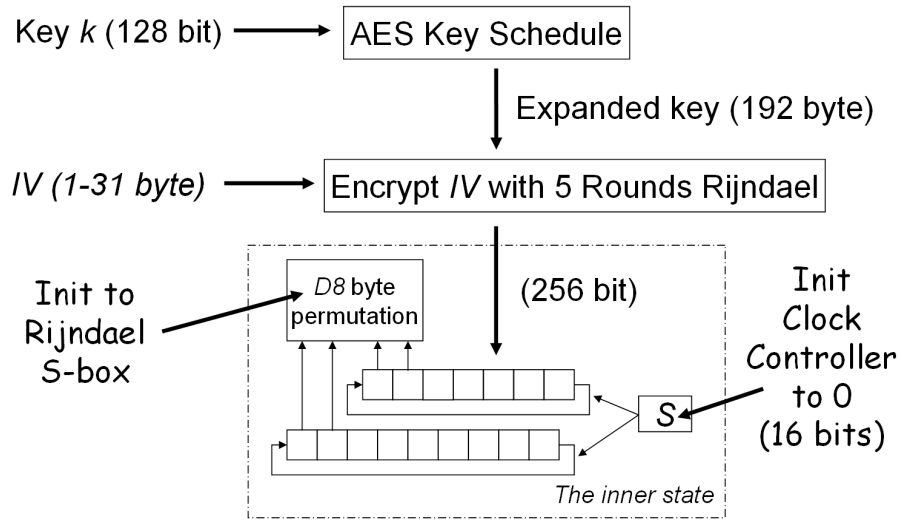 Key k (128 bit)
AES Key Schedule
Expanded key (192 byte)
IV (1-31 byte)
Encrypt IV with 5 Rounds Rijndael
Init to
Rijndael
S-box
D8 byte
permutation
(256 bit)
Init
Clock
Controller
to 0
(16 bits)
S
The inner state